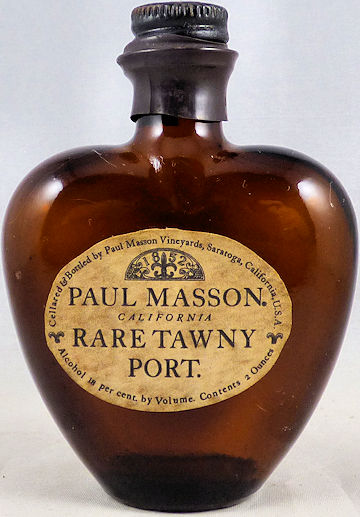 Cellared & Bottled by Paul Masson Vineyards, Saratoga, California, U.S.A.
1852
PAUL MASSON.
CALIFORNIA
RARE TAWNY
PORT.
Alcohol 18 per cent. by Volume. Contents 2 Ounces